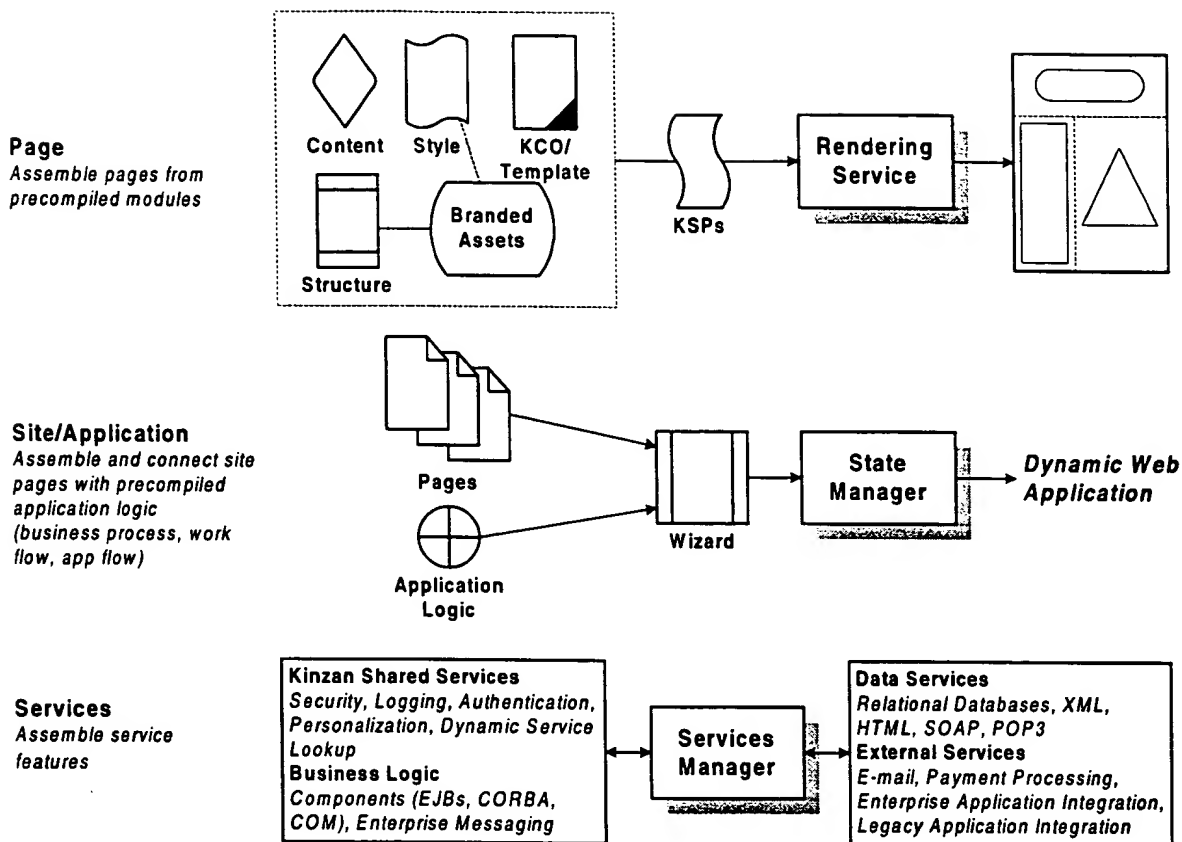 Page
Assemble pages from
precompiled modules
Content
Style
KCO/
Template
Structure
Branded
Assets
KSPs
Rendering
Service
Site/Application
Assemble and connect site
pages with precompiled
application logic
(business process, work
flow, app flow)
Pages
Application
Logic
Wizard
State
Manager
Dynamic Web
Application
Services
Assemble service
features
Kinzan Shared Services
Security, Logging, Authentication,
Personalization, Dynamic Service
Lookup
Business Logic
Components (EJBs, CORBA,
COM), Enterprise Messaging
Services
Manager
Data Services
Relational Databases, XML,
HTML, SOAP, POP3
External Services
E-mail, Payment Processing,
Enterprise Application Integration,
Legacy Application Integration